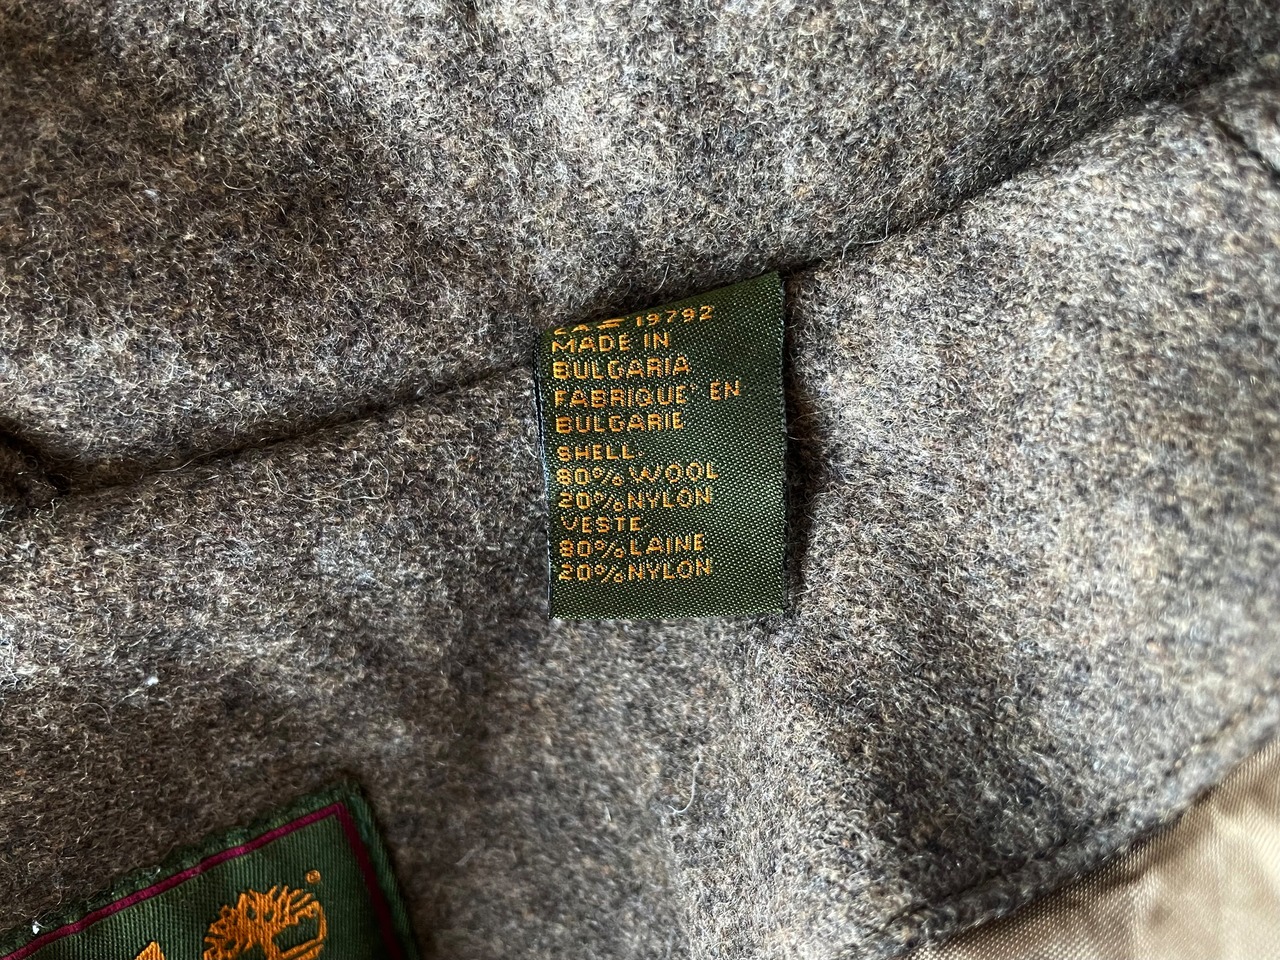 19792
MADE IN
BULGARIA
FABRIQUE' EN
BULGARIE
SHELL
80% WOOL
20% NYLON
VESTE
80% LAINE
20% NYLON
®